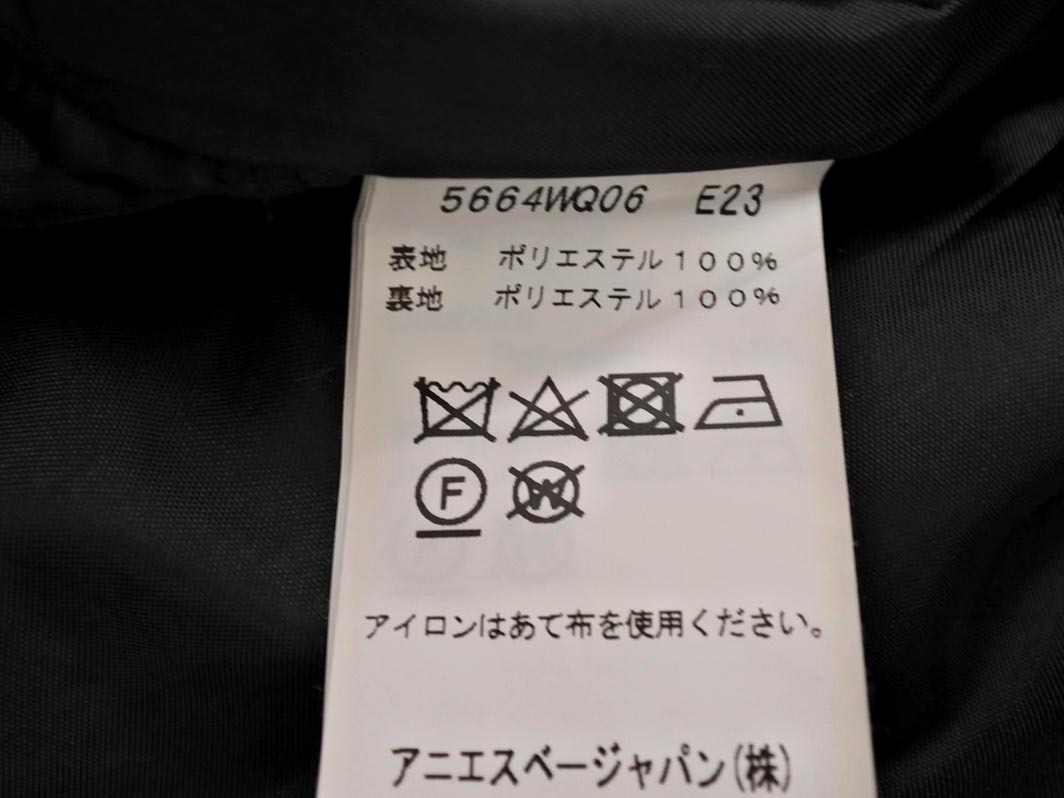 5664WQ06 E23
表地 ポリエステル100%
裏地 ポリエステル100%
F W
アイロンはあて布を使用ください。
アニエスベージャパン(株)